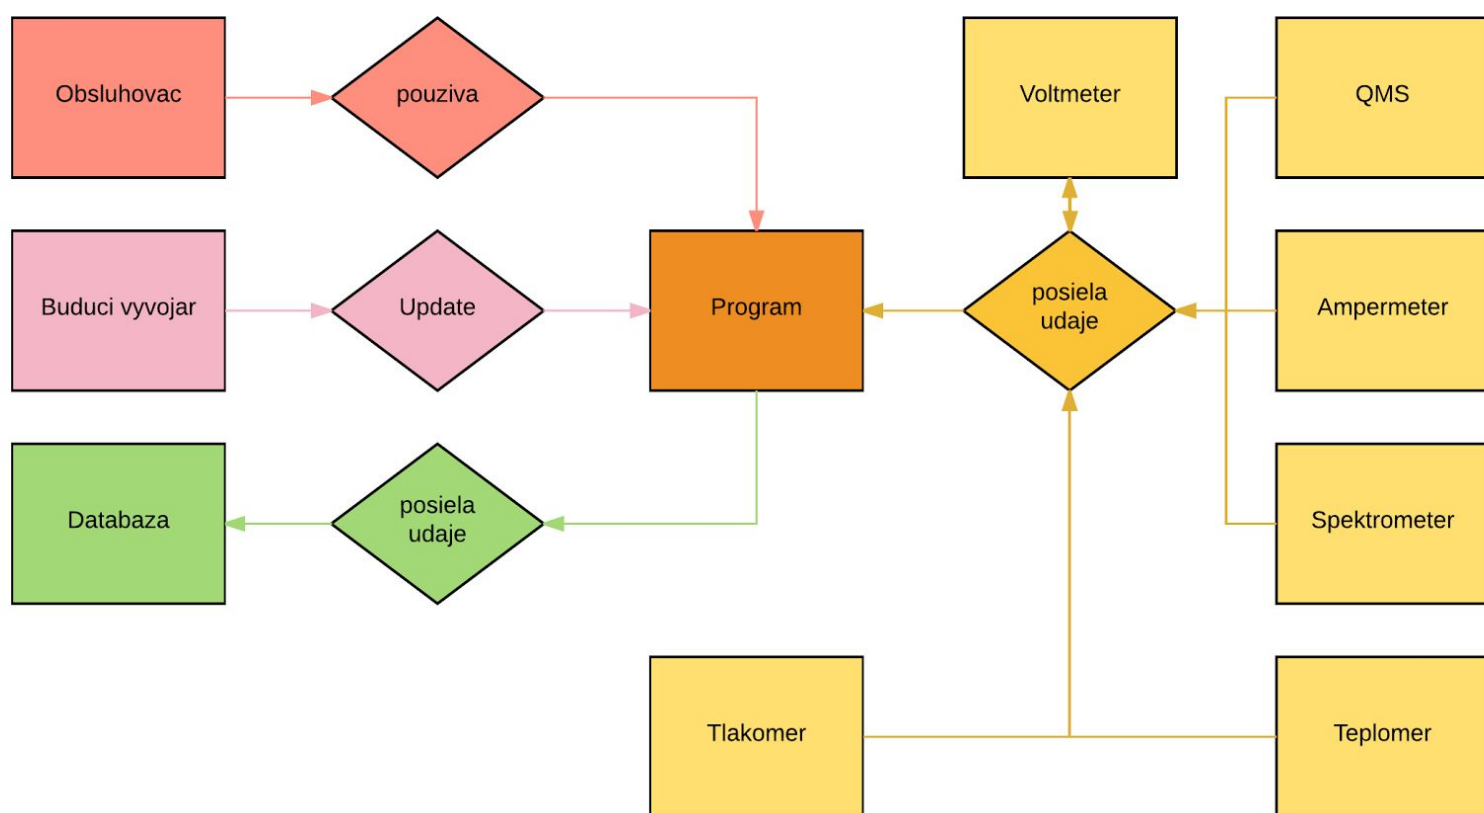 Obsluhovac
pouziva
Voltmeter
QMS
Buduci vyvojar
Update
Program
posiela
udaje
Ampermeter
Databaza
posiela
udaje
Spektrometer
Tlakomer
Teplomer